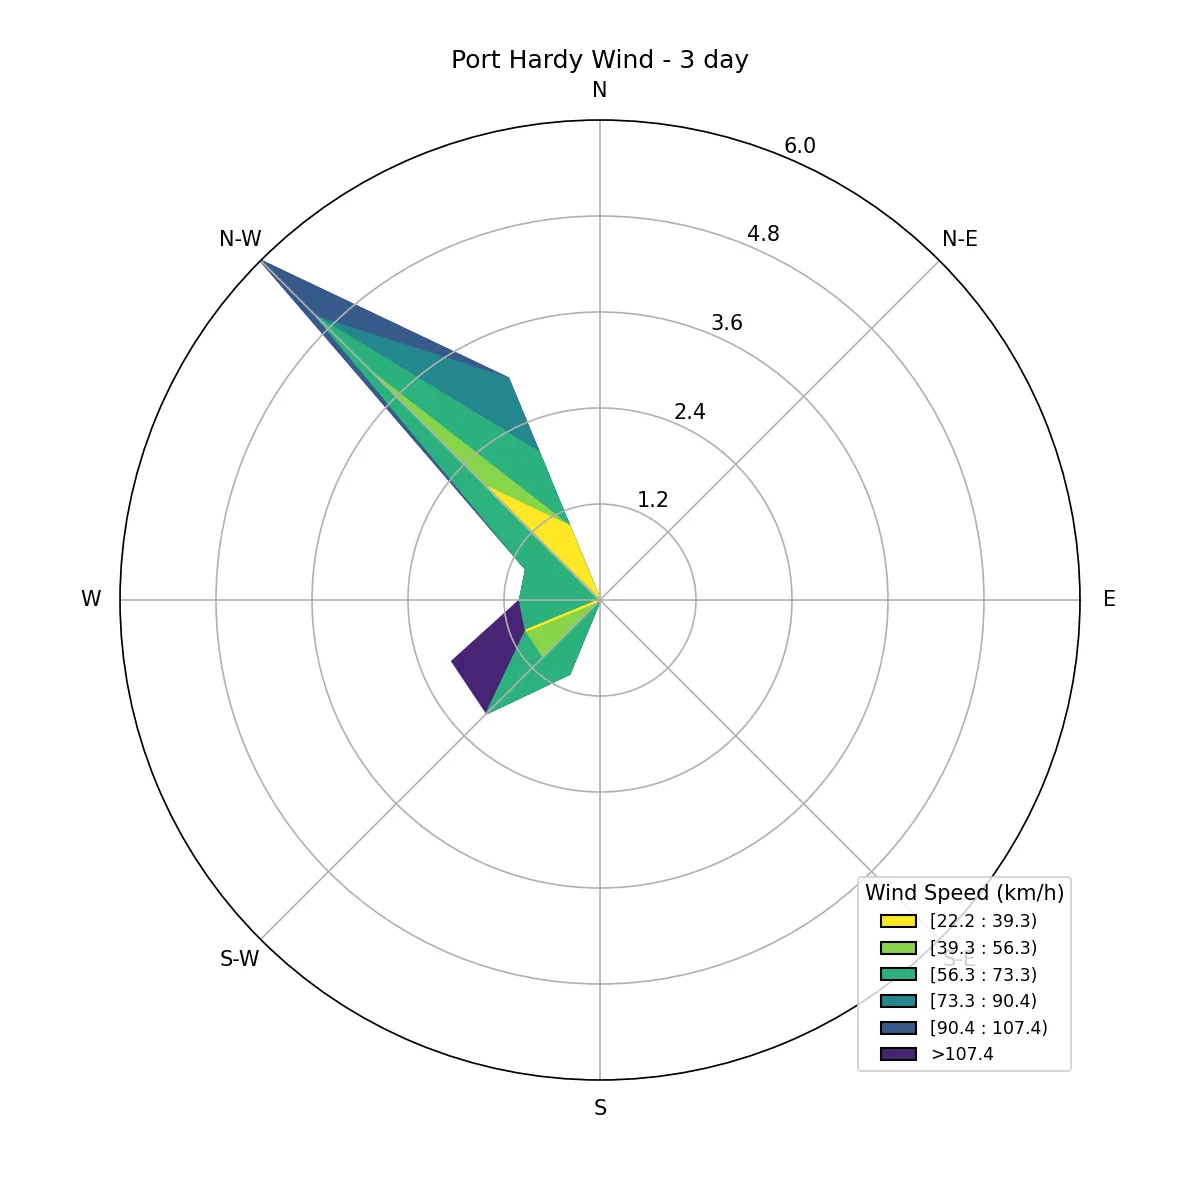 Port Hardy Wind - 3 day
N
6.0
N-W
N-E
4.8
3.6
2.4
1.2
W
E
Wind Speed (km/h)
[22.2 : 39.3)
[39.3 : 56.3)
S-W
S-E
[56.3 : 73.3)
[73.3 : 90.4)
[90.4 : 107.4)
>107.4
S